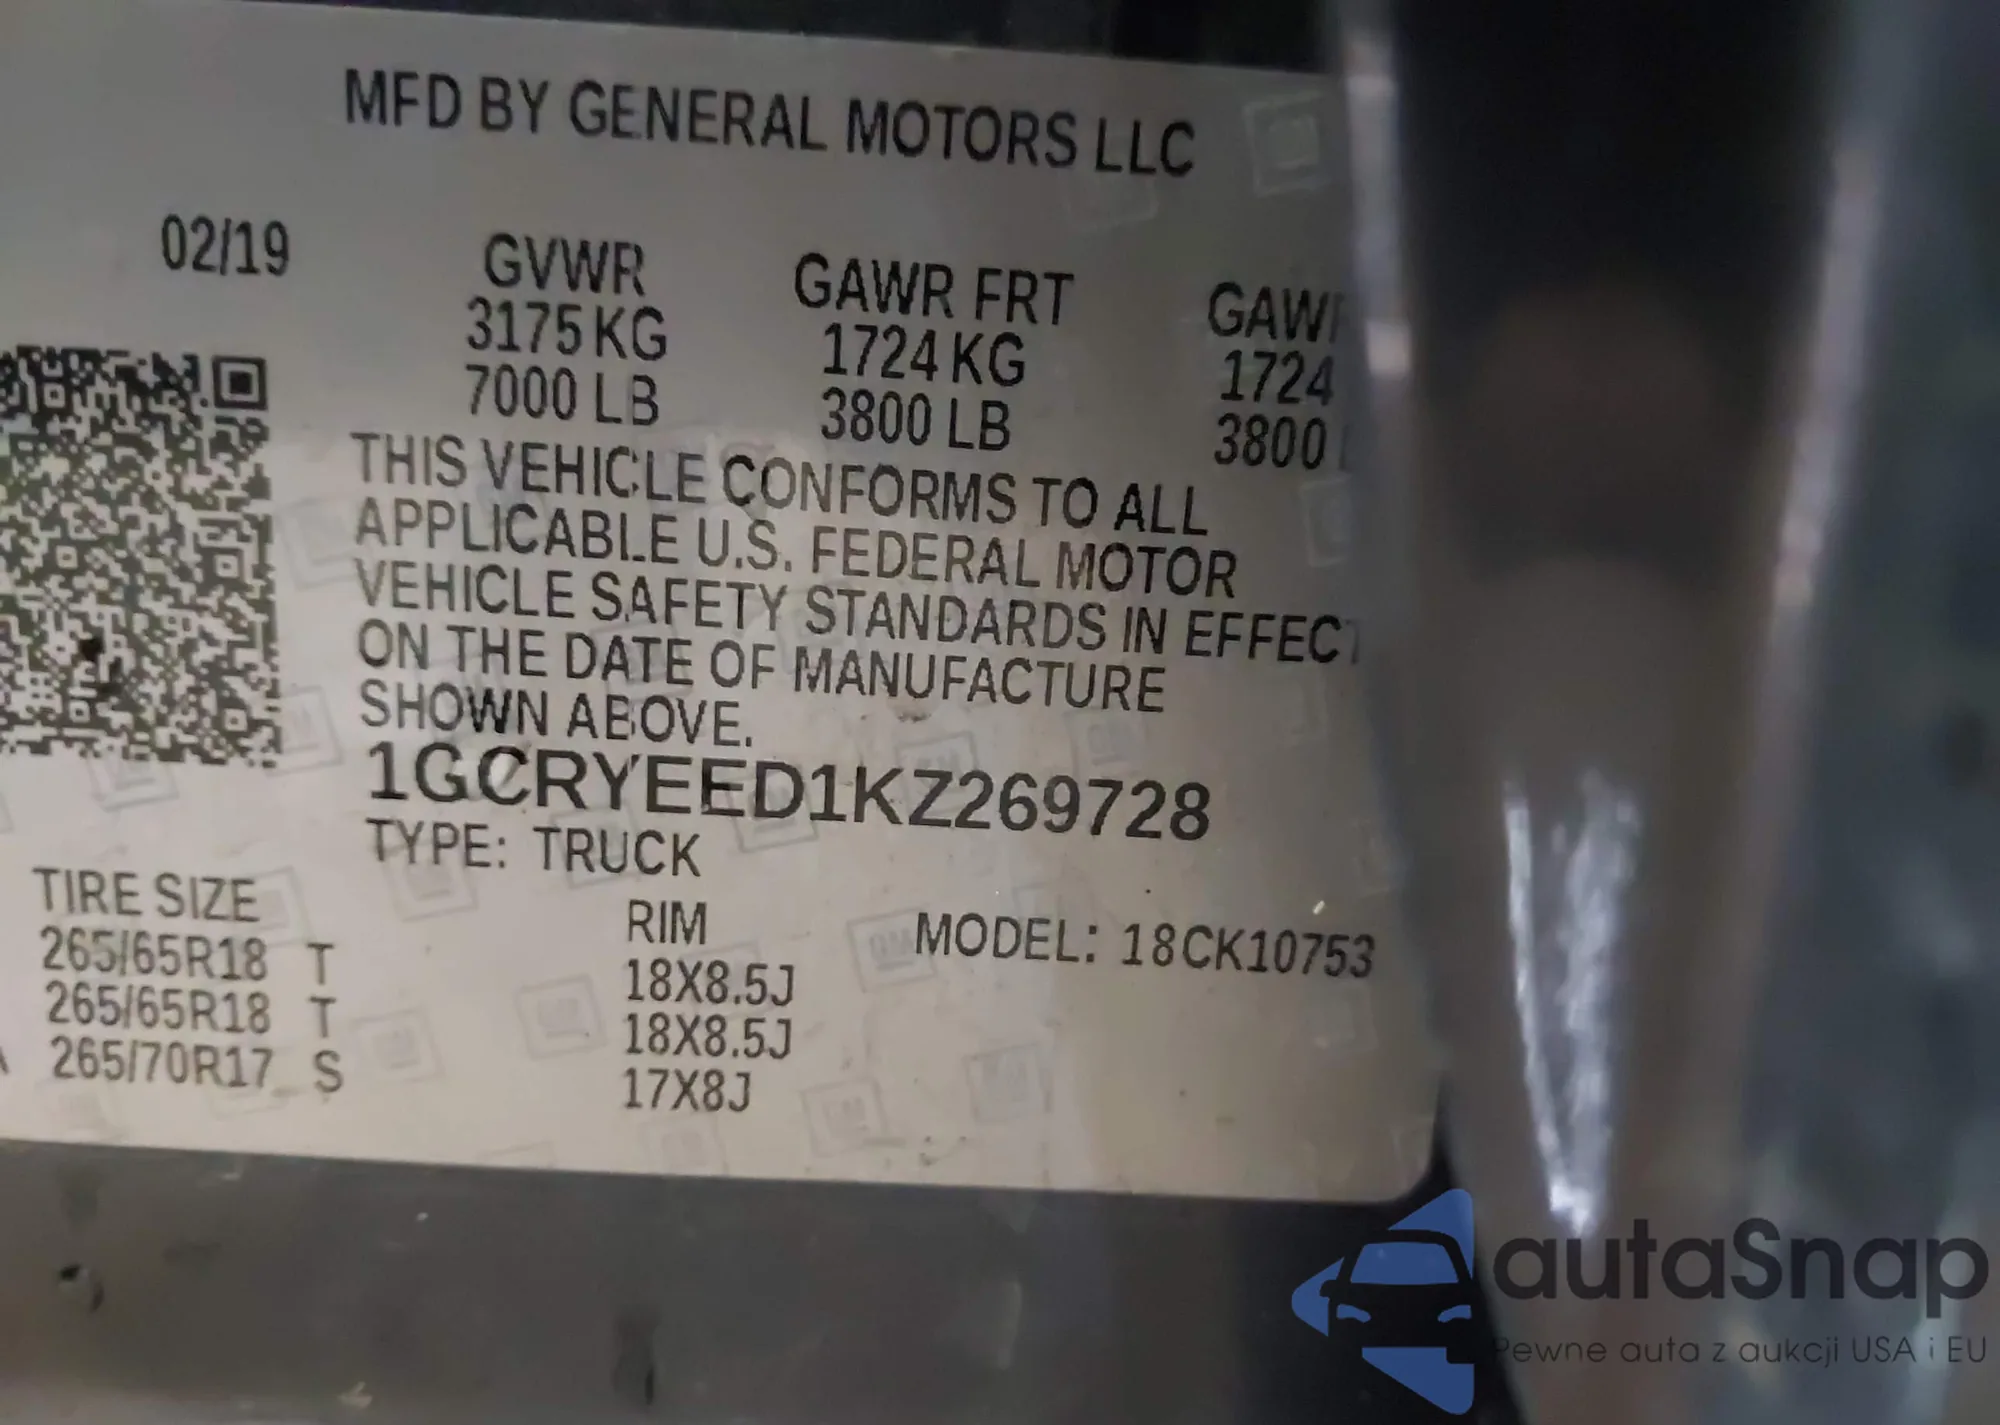 MFD BY GENERAL MOTORS LLC
02/19 GVWR GAWR FRT
3175 KG 1724 KG 1724
7000 LB 3800 LB 3800
THIS VEHICLE CONFORMS TO ALL
APPLICABLE U.S. FEDERAL MOTOR
VEHICLE SAFETY STANDARDS IN EFFECT
ON THE DATE OF MANUFACTURE
SHOWN ABOVE.
1GCRYEED1KZ269728
TYPE: TRUCK
TIRE SIZE RIM MODEL: 18CK10753
265/65R18 T 18X8.5J
265/65R18 T 18X8.5J
265/70R17 S 17X8J
autaSnap
Pewne auta z aukcji USA i EU